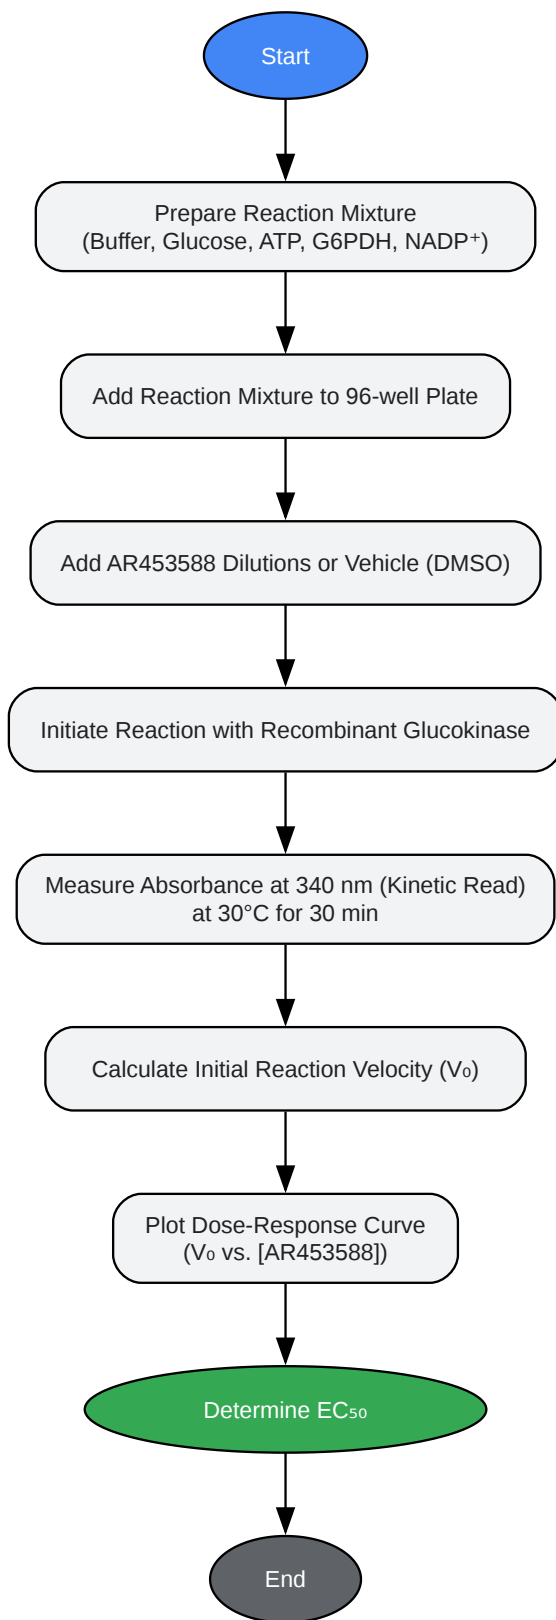 Start
Prepare Reaction Mixture
(Buffer, Glucose, ATP, G6PDH, NADP⁺)
Add Reaction Mixture to 96-well Plate
Add AR453588 Dilutions or Vehicle (DMSO)
Initiate Reaction with Recombinant Glucokinase
Measure Absorbance at 340 nm (Kinetic Read)
at 30°C for 30 min
Calculate Initial Reaction Velocity (V₀)
Plot Dose-Response Curve
(V₀ vs. [AR453588])
Determine EC₅₀
End